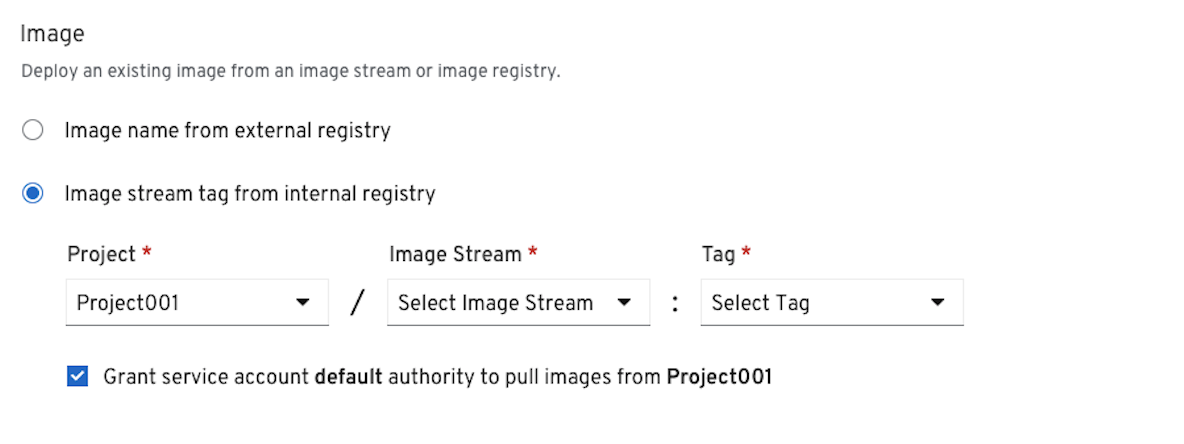 Image
Deploy an existing image from an image stream or image registry.
Image name from external registry
Image stream tag from internal registry
Project * Image Stream * Tag *
Project001 / Select Image Stream : Select Tag
Grant service account default authority to pull images from Project001